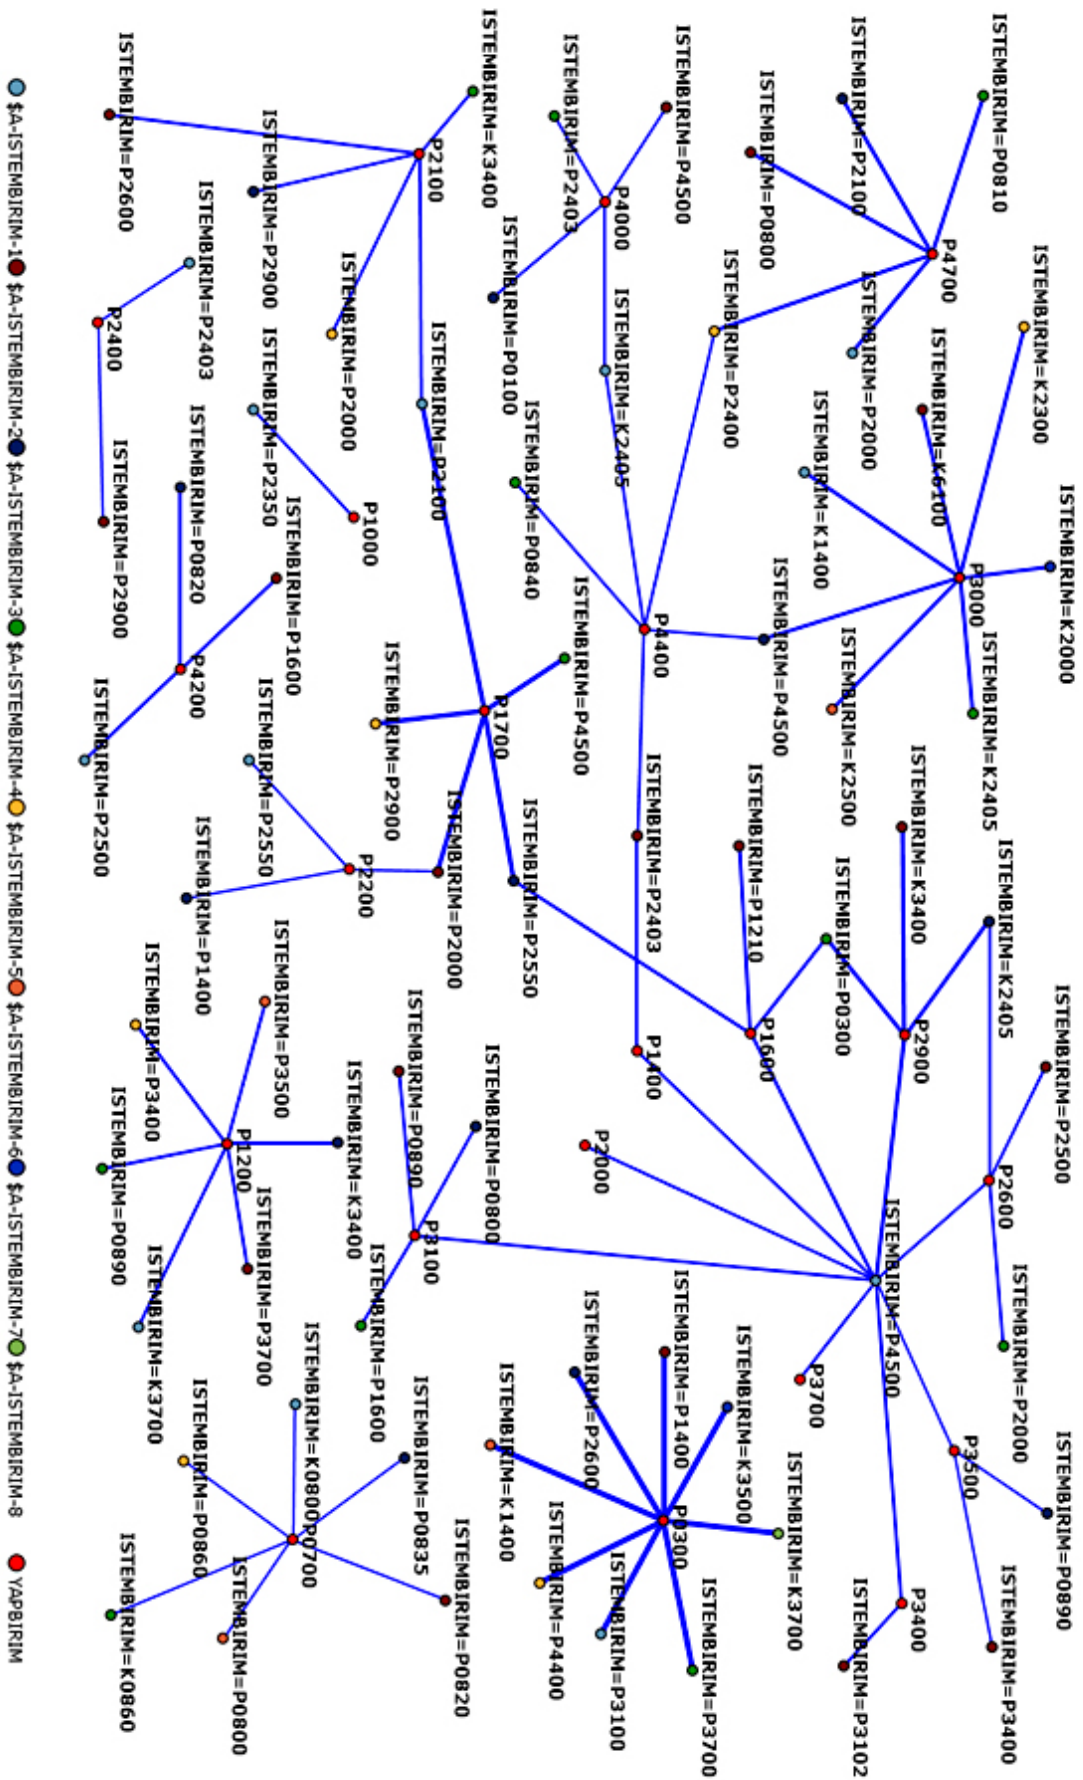 ISTEMBIRIM=K2000
ISTEMBIRIM=P2500
ISTEMBIRIM=P0890
ISTEMBIRIM=K2300
ISTEMBIRIM=P2000
ISTEMBIRIM=P3400
ISTEMBIRIM=K2405
P2600
ISTEMBIRIM=P0810
ISTEMBIRIM=K2405
P3000
P3500
P4700
ISTEMBIRIM=K6100
P2900
ISTEMBIRIM=K3400
P3400
ISTEMBIRIM=P4500
ISTEMBIRIM=P2000
ISTEMBIRIM=P2100
ISTEMBIRIM=P3102
ISTEMBIRIM=K2500
ISTEMBIRIM=P0300
ISTEMBIRIM=K1400
P3700
ISTEMBIRIM=K3700
ISTEMBIRIM=P4500
ISTEMBIRIM=P0800
P1600
ISTEMBIRIM=P1210
ISTEMBIRIM=K3500
ISTEMBIRIM=P2400
ISTEMBIRIM=P3700
ISTEMBIRIM=P4500
ISTEMBIRIM=P1400
P0300
P4400
ISTEMBIRIM=P2403
P1400
P4000
ISTEMBIRIM=K2405
ISTEMBIRIM=P3100
P2000
ISTEMBIRIM=P2600
ISTEMBIRIM=P4500
ISTEMBIRIM=P2403
ISTEMBIRIM=P4400
ISTEMBIRIM=P0840
ISTEMBIRIM=P2550
ISTEMBIRIM=P0100
ISTEMBIRIM=K1400
P1700
ISTEMBIRIM=P0800
ISTEMBIRIM=K3400
ISTEMBIRIM=P0820
ISTEMBIRIM=P2000
ISTEMBIRIM=P2100
P2100
P3100
ISTEMBIRIM=P0835
ISTEMBIRIM=P0890
ISTEMBIRIM=P2900
ISTEMBIRIM=P1600
P1000
P2200
ISTEMBIRIM=K3400
ISTEMBIRIM=P2000
ISTEMBIRIM=K0800
P0700
ISTEMBIRIM=P1600
ISTEMBIRIM=P3500
ISTEMBIRIM=P2900
ISTEMBIRIM=P2350
ISTEMBIRIM=P2550
ISTEMBIRIM=P3700
P1200
ISTEMBIRIM=P0800
ISTEMBIRIM=P2403
ISTEMBIRIM=P1400
ISTEMBIRIM=P0860
ISTEMBIRIM=P0820
P4200
ISTEMBIRIM=K3700
ISTEMBIRIM=P3400
ISTEMBIRIM=P2600
ISTEMBIRIM=K0860
ISTEMBIRIM=P2900
ISTEMBIRIM=P0890
P2400
ISTEMBIRIM=P2500
$A-ISTEMBIRIM-1 $A-ISTEMBIRIM-2 $A-ISTEMBIRIM-3 $A-ISTEMBIRIM-4 $A-ISTEMBIRIM-5 $A-ISTEMBIRIM-6 $A-ISTEMBIRIM-7 $A-ISTEMBIRIM-8 YAPBIRIM